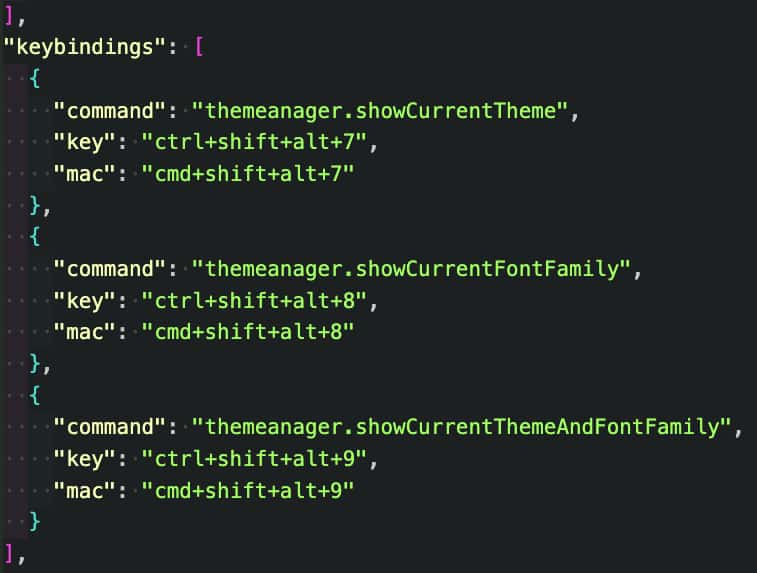 ],
"keybindings": [
  {
    "command": "themeanager.showCurrentTheme",
    "key": "ctrl+shift+alt+7",
    "mac": "cmd+shift+alt+7"
  },
  {
    "command": "themeanager.showCurrentFontFamily",
    "key": "ctrl+shift+alt+8",
    "mac": "cmd+shift+alt+8"
  },
  {
    "command": "themeanager.showCurrentThemeAndFontFamily",
    "key": "ctrl+shift+alt+9",
    "mac": "cmd+shift+alt+9"
  }
],